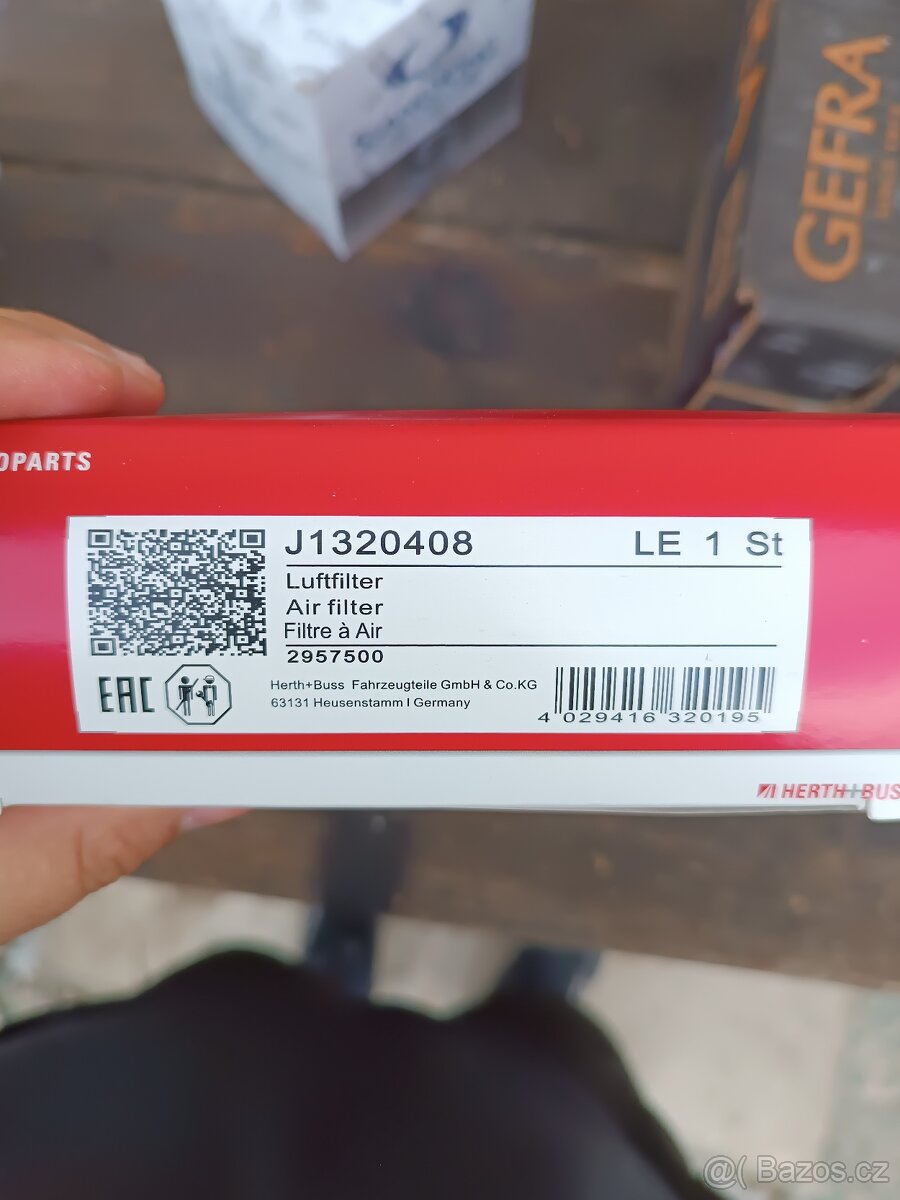 GEFRA
OPARTS
J1320408 LE 1 St
Luftfilter
Air filter
Filtre à Air
2957500
EAC
Herth+Buss Fahrzeugteile GmbH & Co.KG
63131 Heusenstamm I Germany
4 029416 320195
HERTH+BUS
@ Bazos.cz